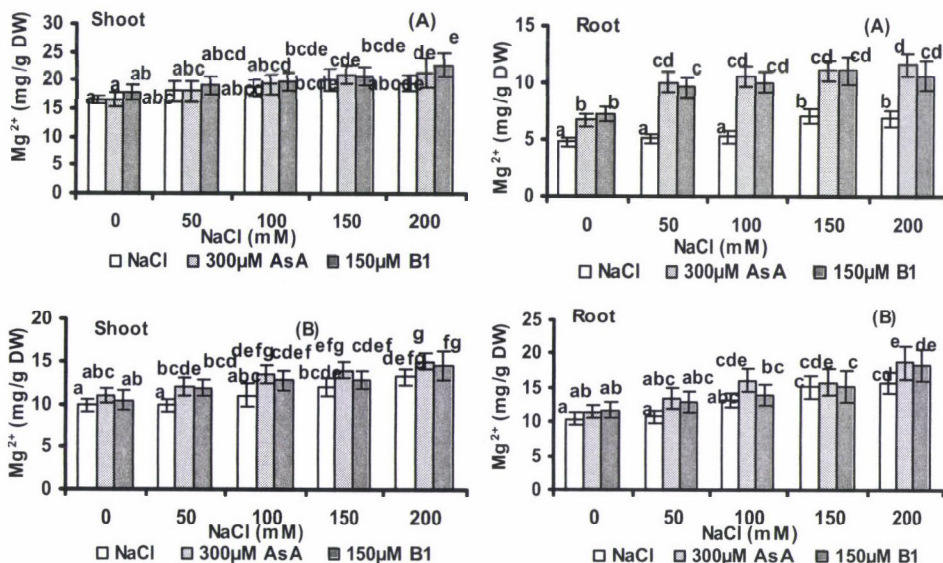 Shoot (A)
Mg²⁺ (mg/g DW)
30
25
20
15
10
5
0
a a ab
abc abc
abcd abcd
bcde cde bcde
abcde de e
0 50 100 150 200
NaCl (mM)
NaCl 300µM AsA 150µM B1
Root (A)
Mg²⁺ (mg/g DW)
15
10
5
0
a b b
a cd c
a cd cd
b cd cd
b d cd
0 50 100 150 200
NaCl (mM)
NaCl 300µM AsA 150µM B1
Shoot (B)
Mg²⁺ (mg/g DW)
20
15
10
5
0
a abc ab
a bcde bcd
abc defg cdef
efg cdef
defg g fg
0 50 100 150 200
NaCl (mM)
NaCl 300µM AsA 150µM B1
Root (B)
Mg²⁺ (mg/g DW)
25
20
15
10
5
0
a ab ab
a abc abc
abc cde bc
c cde c
cd e de
0 50 100 150 200
NaCl (mM)
NaCl 300µM AsA 150µM B1